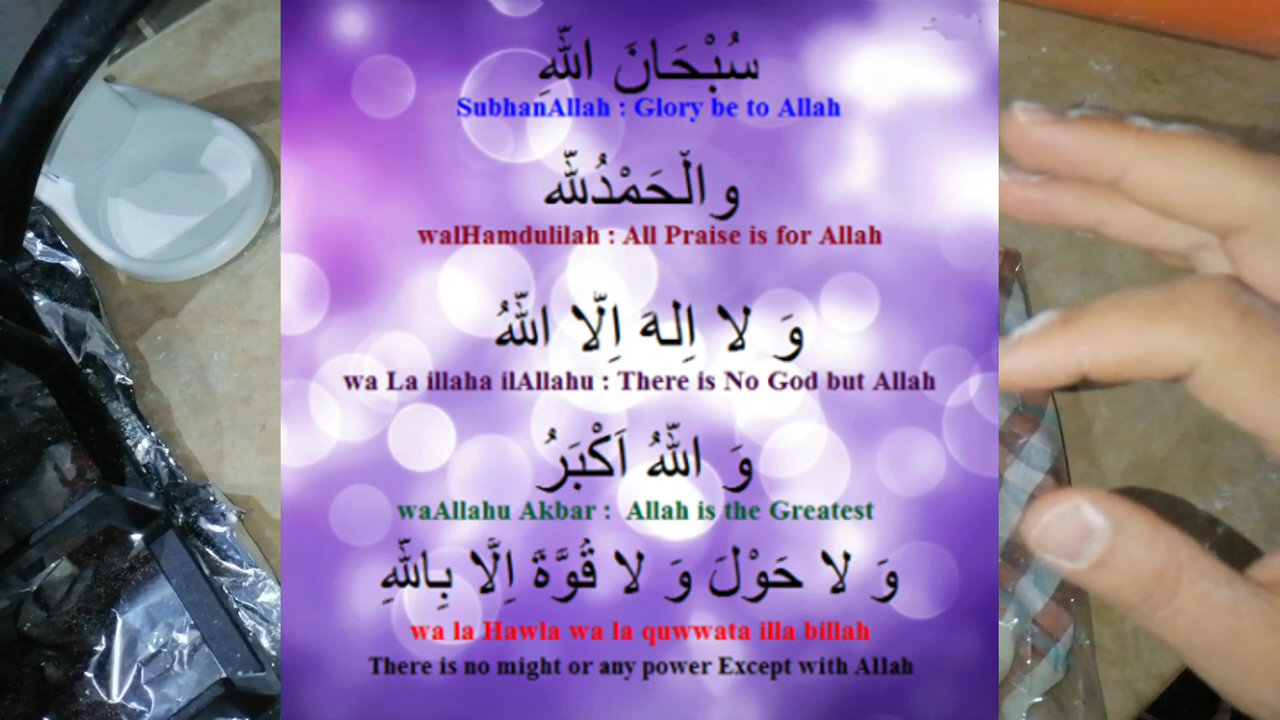 سُبْحَانَ اللّٰهِ
SubhanAllah : Glory be to Allah
والْحَمْدُلِلّٰه
walHamdulilah : All Praise is for Allah
وَ لا اِلهَ اِلَّا اللّٰهُ
wa La illaha ilAllahu : There is No God but Allah
وَ اللّٰهُ اَكْبَرُ
waAllahu Akbar : Allah is the Greatest
وَ لا حَوْلَ وَ لا قُوَّةَ اِلَّا بِاللّٰهِ
wa la Hawla wa la quwwata illa billah
There is no might or any power Except with Allah